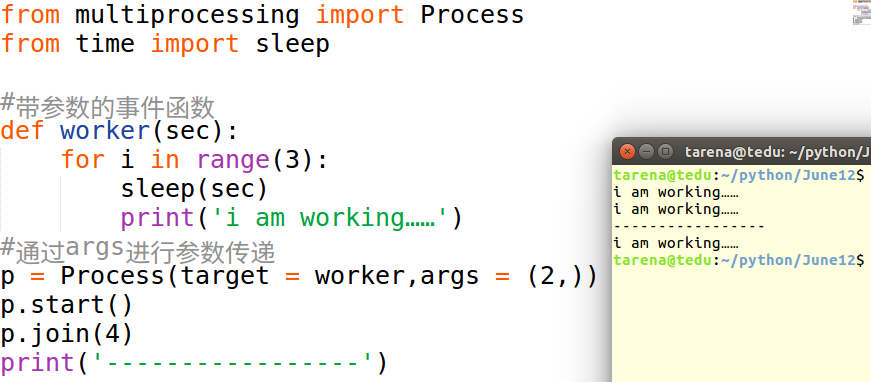 from multiprocessing import Process
from time import sleep
#带参数的事件函数
def worker(sec):
    for i in range(3):
        sleep(sec)
        print('i am working……')
#通过args进行参数传递
p = Process(target = worker,args = (2,))
p.start()
p.join(4)
print('-----------------')
tarena@tedu: ~/python/J
tarena@tedu:~/python/June12$
i am working……
i am working……
-----------------
i am working……
tarena@tedu:~/python/June12$